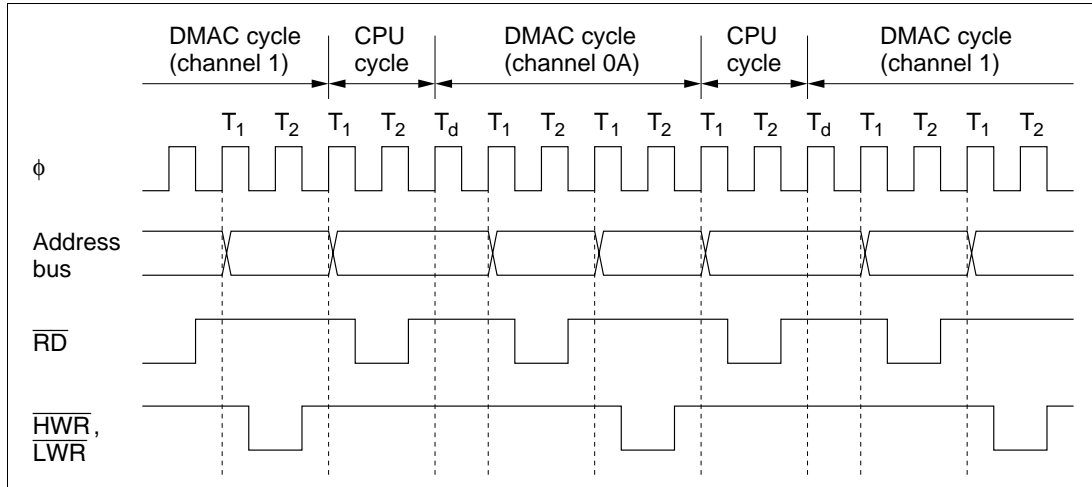 DMAC cycle
(channel 1)
CPU
cycle
DMAC cycle
(channel 0A)
CPU
cycle
DMAC cycle
(channel 1)
T1 T2 T1 T2 Td T1 T2 T1 T2 T1 T2 Td T1 T2 T1 T2
φ
Address
bus
RD
HWR,
LWR